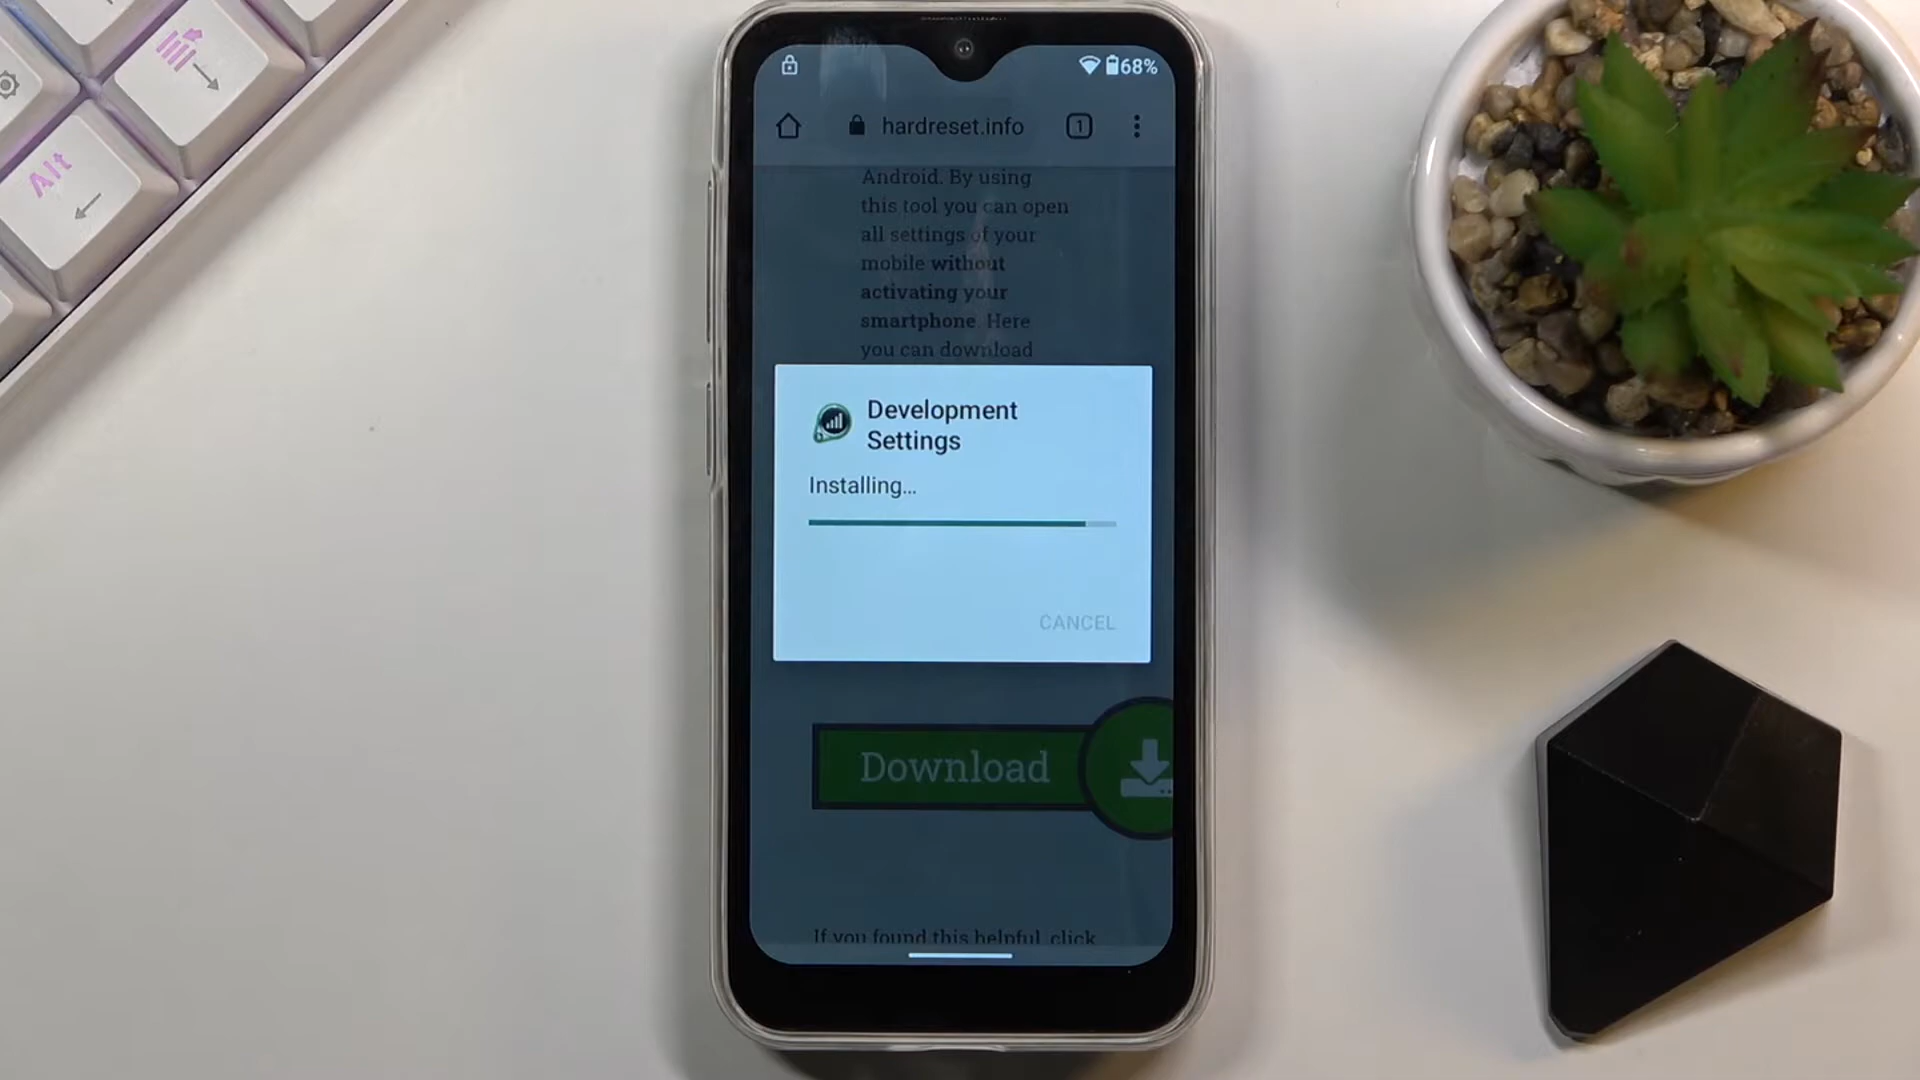 68%
hardreset.info
1
Android. By using
this tool you can open
all settings of your
mobile without
activating your
smartphone. Here
you can download
Development
Settings
Installing...
CANCEL
Download
If you found this helpful, click
Alt